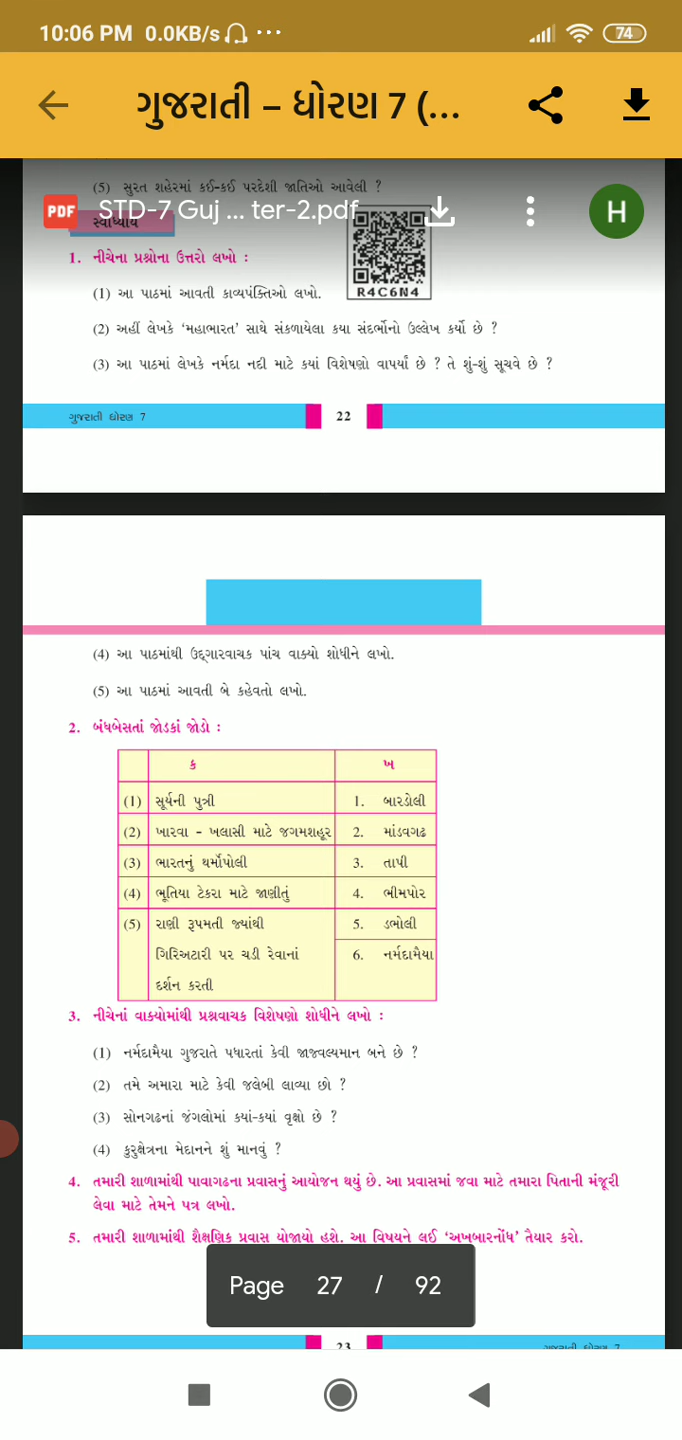 10:06 PM 0.0KB/s ... 74
ગુજરાતી – ધોરણ 7 (...
(5) સુરત શહેરમાં કઈ-કઈ પરદેશી જાતિઓ આવેલી ?
PDF STD-7 Guj ... ter-2.pdf H
સ્વાધ્યાય
1. નીચેના પ્રશ્નોના ઉત્તરો લખો :
(1) આ પાઠમાં આવતી કાવ્યપંક્તિઓ લખો.
R4C6N4
(2) અહીં લેખકે ‘મહાભારત’ સાથે સંકળાયેલા કયા સંદર્ભોનો ઉલ્લેખ કર્યો છે ?
(3) આ પાઠમાં લેખકે નર્મદા નદી માટે કયાં વિશેષણો વાપર્યાં છે ? તે શું-શું સૂચવે છે ?
ગુજરાતી ધોરણ 7 22
(4) આ પાઠમાંથી ઉદ્ગારવાચક પાંચ વાક્યો શોધીને લખો.
(5) આ પાઠમાં આવતી બે કહેવતો લખો.
2. બંધબેસતાં જોડકાં જોડો :
ક ખ
(1) સૂર્યની પુત્રી 1. બારડોલી
(2) ખારવા - ખલાસી માટે જગમશહૂર 2. માંડવગઢ
(3) ભારતનું થર્મોપોલી 3. તાપી
(4) ભૂતિયા ટેકરા માટે જાણીતું 4. ભીમપોર
(5) રાણી રૂપમતી જ્યાંથી 5. ડભોલી
ગિરિઅટારી પર ચડી રેવાનાં 6. નર્મદામૈયા
દર્શન કરતી
3. નીચેનાં વાક્યોમાંથી પ્રશ્નવાચક વિશેષણો શોધીને લખો :
(1) નર્મદામૈયા ગુજરાતે પધારતાં કેવી જાજ્વલ્યમાન બને છે ?
(2) તમે અમારા માટે કેવી જલેબી લાવ્યા છો ?
(3) સોનગઢનાં જંગલોમાં કયાં-કયાં વૃક્ષો છે ?
(4) કુરુક્ષેત્રના મેદાનને શું માનવું ?
4. તમારી શાળામાંથી પાવાગઢના પ્રવાસનું આયોજન થયું છે. આ પ્રવાસમાં જવા માટે તમારા પિતાની મંજૂરી
લેવા માટે તેમને પત્ર લખો.
5. તમારી શાળામાંથી શૈક્ષણિક પ્રવાસ યોજાયો હશે. આ વિષયને લઈ ‘અખબારનોંધ’ તૈયાર કરો.
Page 27 / 92
23 ગુજરાતી ધોરણ 7